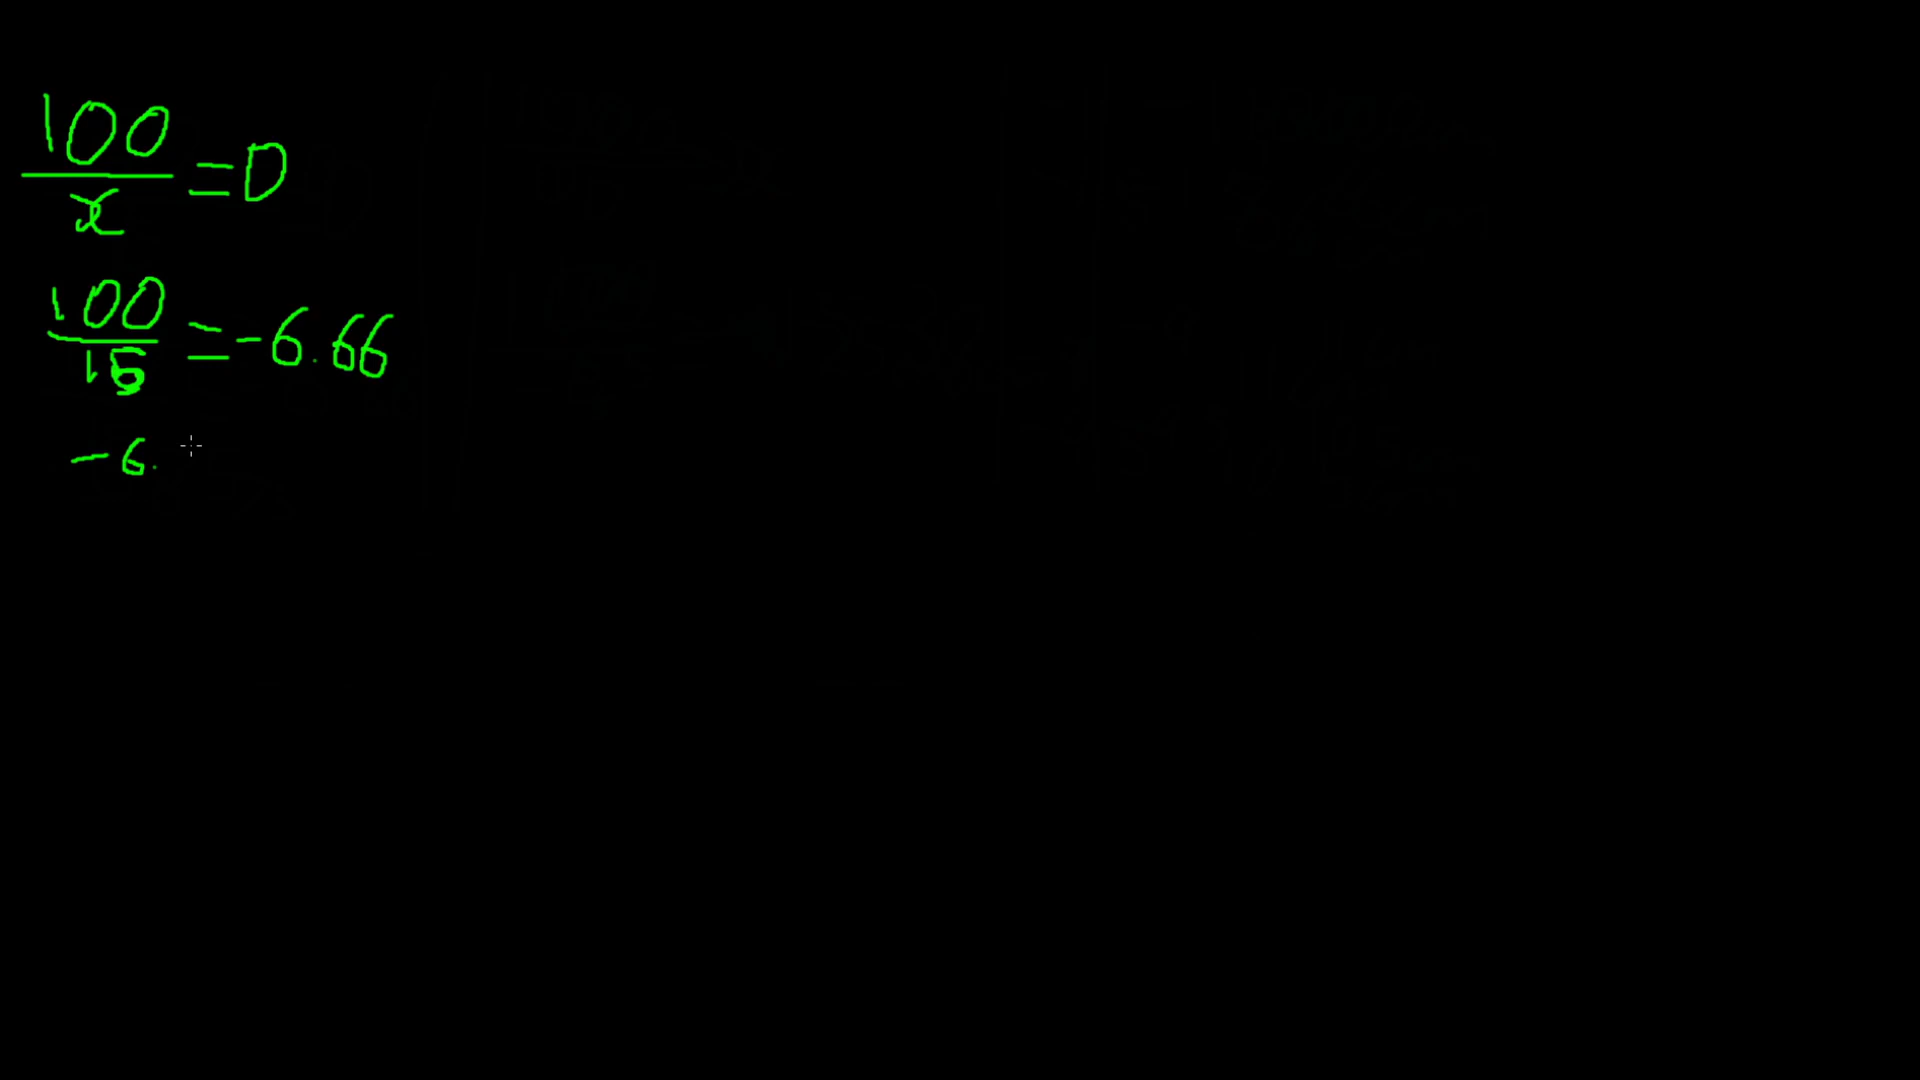 100/x = D
100/15 = -6.66
-6.